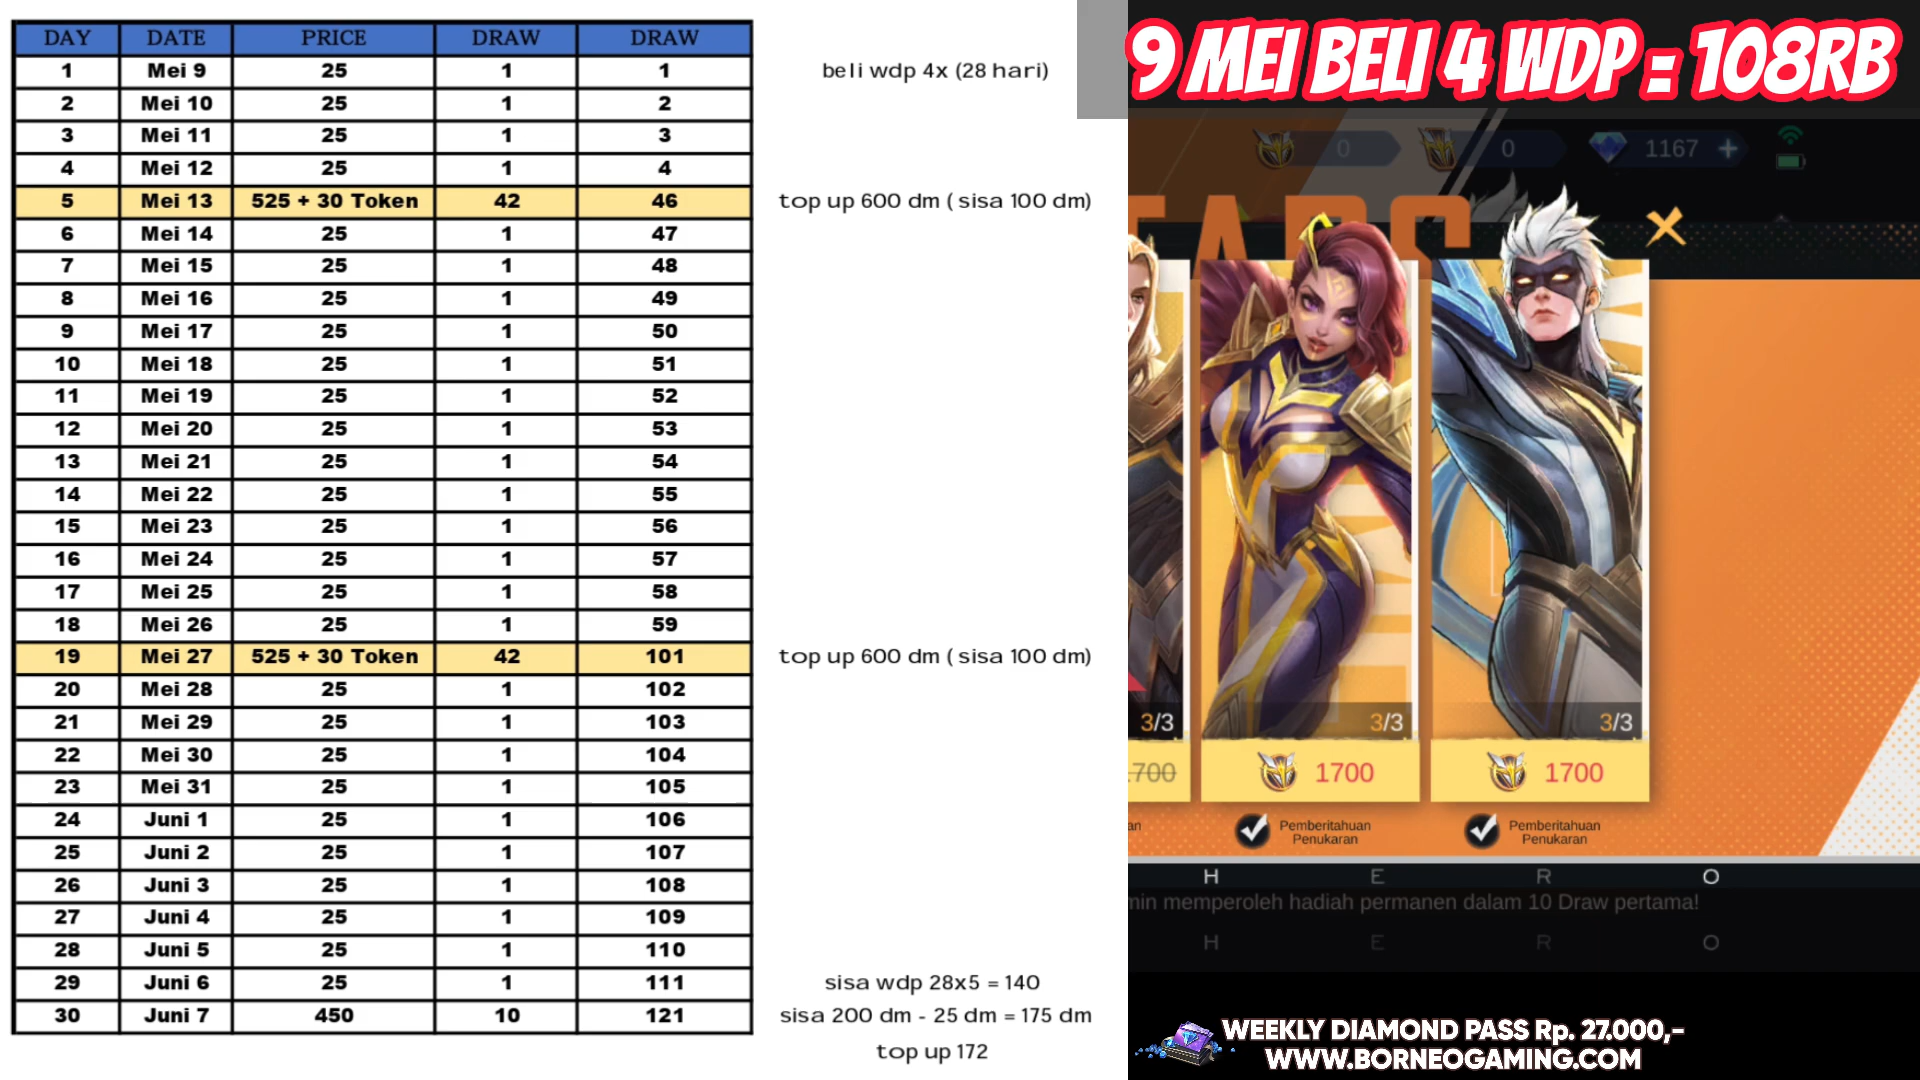 DAY DATE PRICE DRAW DRAW
1 Mei 9 25 1 1
beli wdp 4x (28 hari)
2 Mei 10 25 1 2
3 Mei 11 25 1 3
4 Mei 12 25 1 4
5 Mei 13 525 + 30 Token 42 46
top up 600 dm ( sisa 100 dm)
6 Mei 14 25 1 47
7 Mei 15 25 1 48
8 Mei 16 25 1 49
9 Mei 17 25 1 50
10 Mei 18 25 1 51
11 Mei 19 25 1 52
12 Mei 20 25 1 53
13 Mei 21 25 1 54
14 Mei 22 25 1 55
15 Mei 23 25 1 56
16 Mei 24 25 1 57
17 Mei 25 25 1 58
18 Mei 26 25 1 59
19 Mei 27 525 + 30 Token 42 101
top up 600 dm ( sisa 100 dm)
20 Mei 28 25 1 102
21 Mei 29 25 1 103
22 Mei 30 25 1 104
23 Mei 31 25 1 105
24 Juni 1 25 1 106
25 Juni 2 25 1 107
26 Juni 3 25 1 108
27 Juni 4 25 1 109
28 Juni 5 25 1 110
29 Juni 6 25 1 111
sisa wdp 28x5 = 140
30 Juni 7 450 10 121
sisa 200 dm - 25 dm = 175 dm
top up 172
9 MEI BELI 4 WDP = 108RB
0 0 1167 +
3/3 3/3 3/3
1700 1700
Pemberitahuan Pemberitahuan
Penukaran Penukaran
H E R O
memperoleh hadiah permanen dalam 10 Draw pertama!
H E R O
WEEKLY DIAMOND PASS Rp. 27.000,-
WWW.BORNEOGAMING.COM